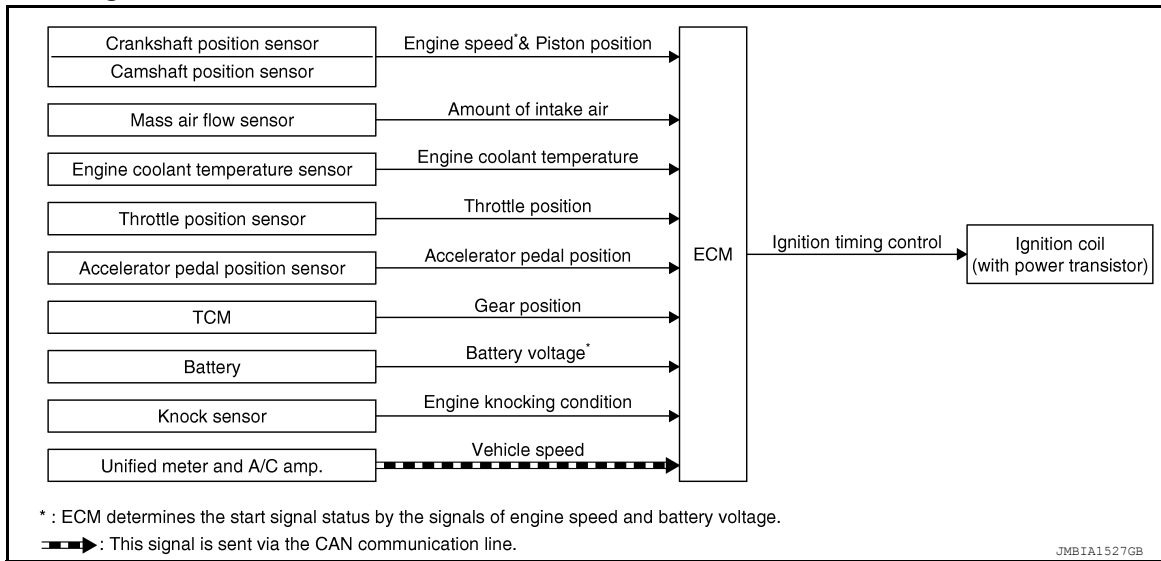 Crankshaft position sensor
Camshaft position sensor
Engine speed*& Piston position
Mass air flow sensor
Amount of intake air
Engine coolant temperature sensor
Engine coolant temperature
Throttle position sensor
Throttle position
Accelerator pedal position sensor
Accelerator pedal position
TCM
Gear position
Battery
Battery voltage*
Knock sensor
Engine knocking condition
Unified meter and A/C amp.
Vehicle speed
ECM
Ignition timing control
Ignition coil
(with power transistor)
* : ECM determines the start signal status by the signals of engine speed and battery voltage.
: This signal is sent via the CAN communication line.
JMBIA1527GB